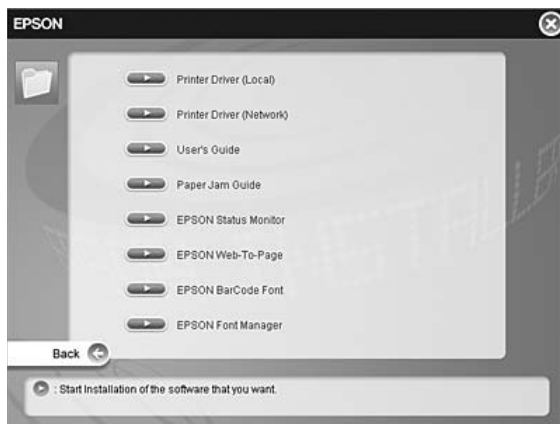 EPSON
Printer Driver (Local)
Printer Driver (Network)
User's Guide
Paper Jam Guide
EPSON Status Monitor
EPSON Web-To-Page
EPSON BarCode Font
EPSON Font Manager
Back
: Start Installation of the software that you want.